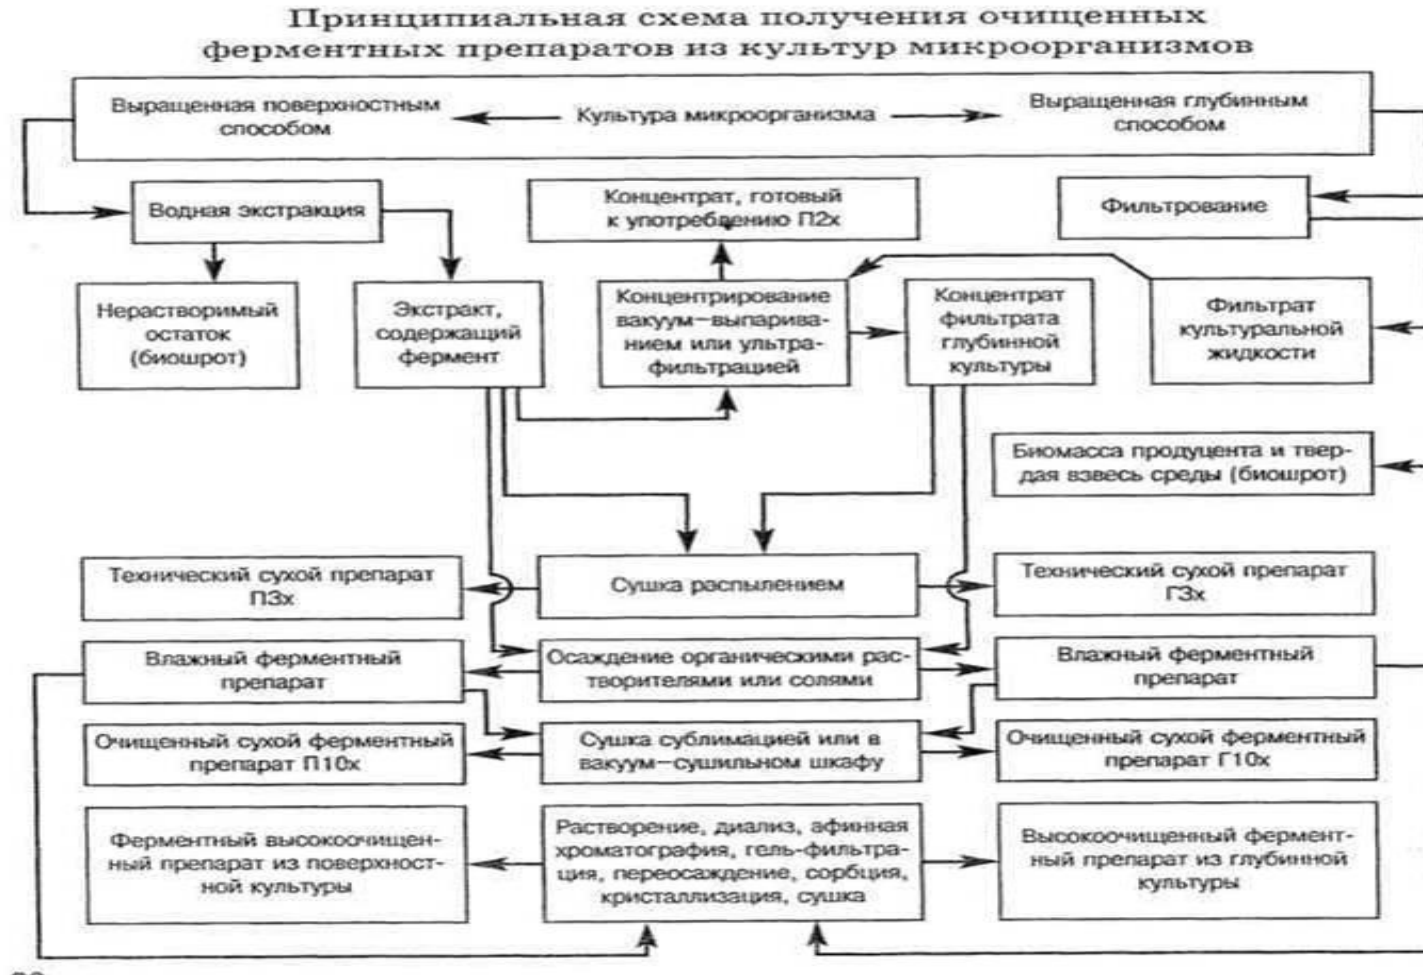 Принципиальная схема получения очищенных
ферментных препаратов из культур микроорганизмов
Выращенная поверхностным
способом
Культура микроорганизма
Выращенная глубинным
способом
Водная экстракция
Концентрат, готовый
к употреблению П2х
Фильтрование
Нерастворимый
остаток
(биошрот)
Экстракт,
содержащий
фермент
Концентрирование
вакуум—выпарива-
нием или ультра-
фильтрацией
Концентрат
фильтрата
глубинной
культуры
Фильтрат
культуральной
жидкости
Биомасса продуцента и твер-
дая взвесь среды (биошрот)
Технический сухой препарат
П3х
Сушка распылением
Технический сухой препарат
Г3х
Влажный ферментный
препарат
Осаждение органическими рас-
творителями или солями
Влажный ферментный
препарат
Очищенный сухой ферментный
препарат П10х
Сушка сублимацией или в
вакуум—сушильном шкафу
Очищенный сухой ферментный
препарат Г10х
Ферментный высокоочищен-
ный препарат из поверхност-
ной культуры
Растворение, диализ, афинная
хроматография, гель-фильтра-
ция, переосаждение, сорбция,
кристаллизация, сушка
Высокоочищенный фермент-
ный препарат из глубинной
культуры